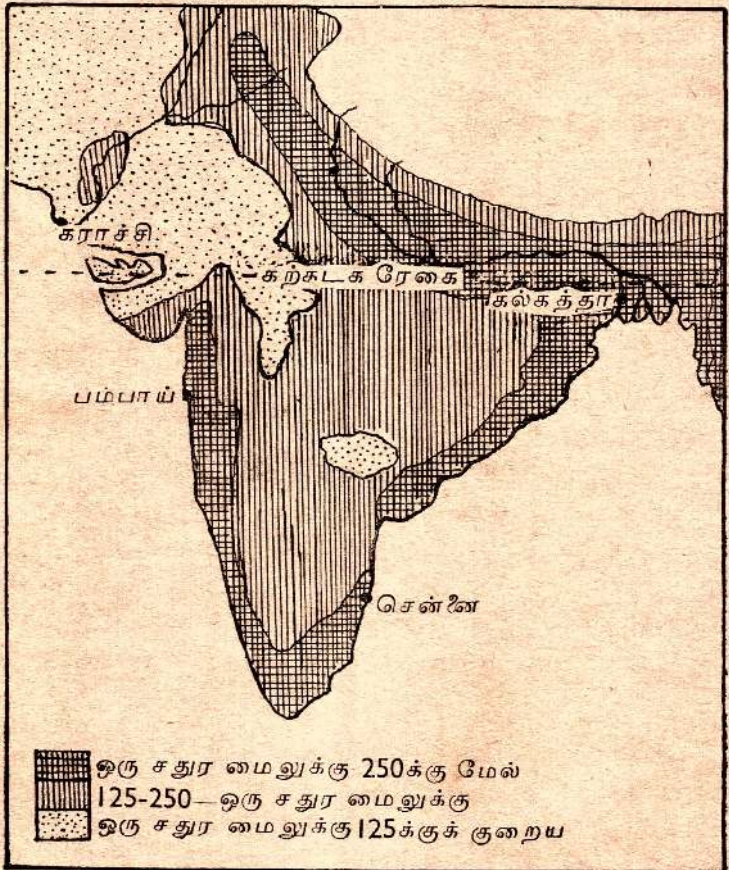 கராச்சி
கற்கடக ரேகை
கல்கத்தா
பம்பாய்
சென்னை
ஒரு சதுர மைலுக்கு 250க்கு மேல்
125-250—ஒரு சதுர மைலுக்கு
ஒரு சதுர மைலுக்கு 125க்குக் குறைய